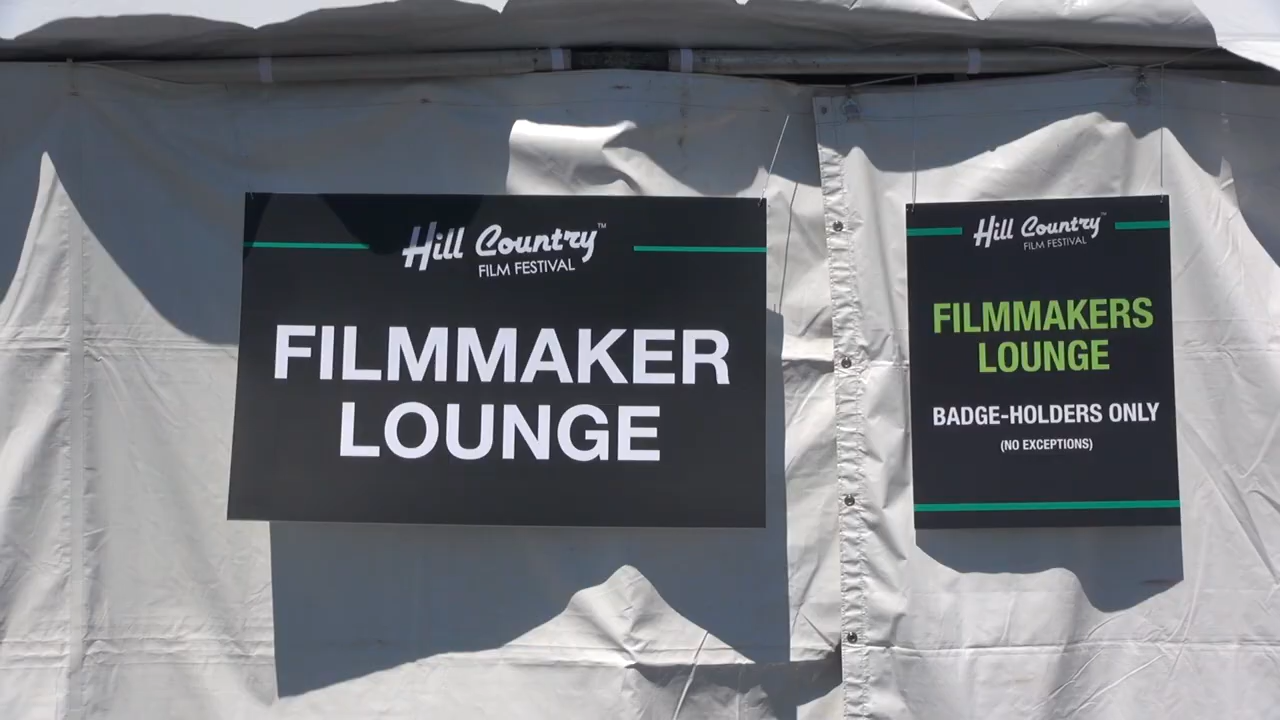 Hill Country™
FILM FESTIVAL
FILMMAKER
LOUNGE
Hill Country™
FILM FESTIVAL
FILMMAKERS
LOUNGE
BADGE-HOLDERS ONLY
(NO EXCEPTIONS)